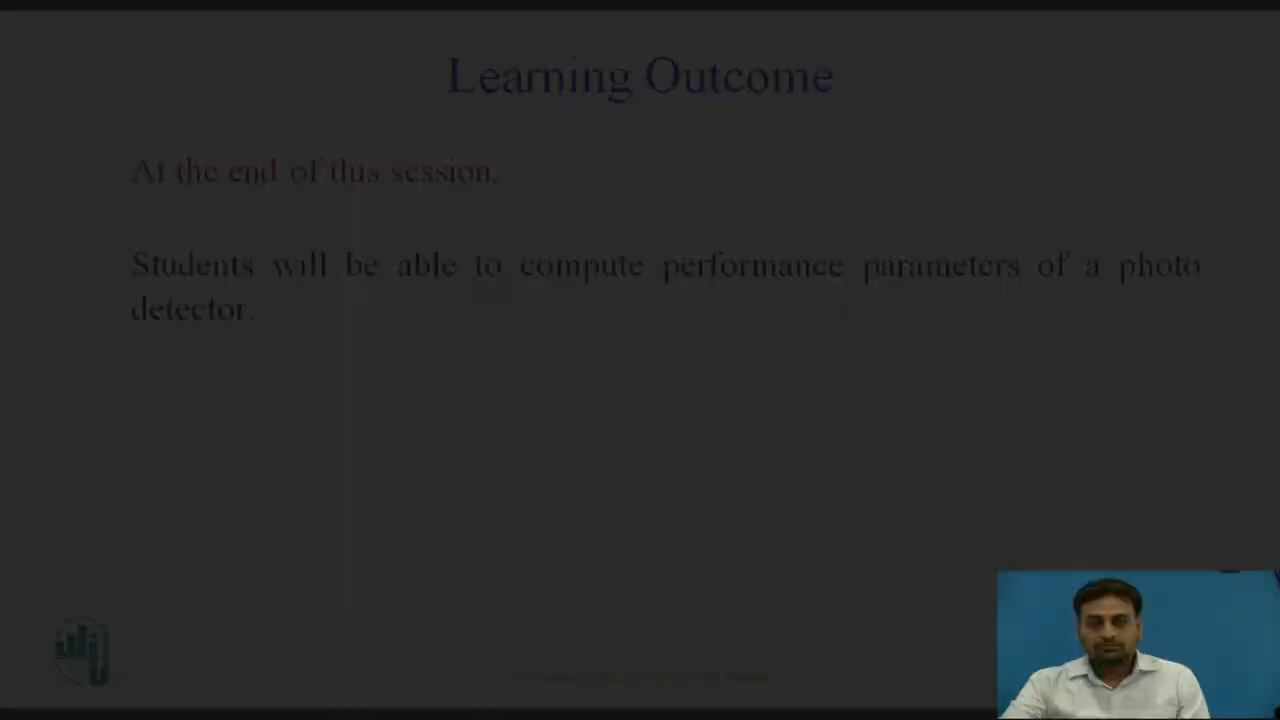 Learning Outcome
At the end of this session,
Students will be able to compute performance parameters of a photo
detector.